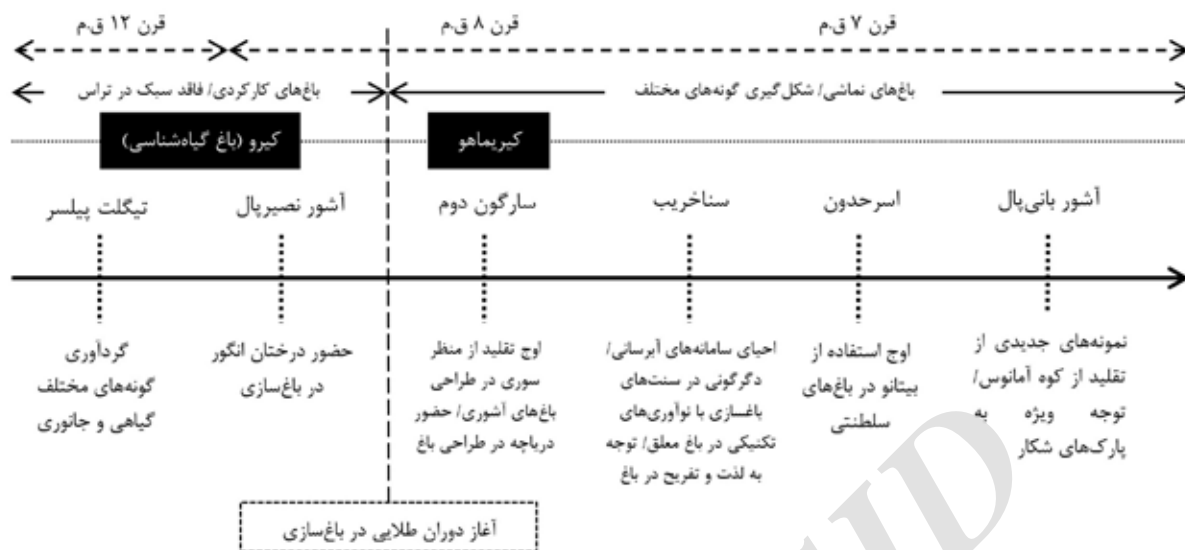 قرن ۱۲ ق.م
قرن ۸ ق.م
قرن ۷ ق.م
باغ‌های کارکردی/ فاقد سبک در تراس
باغ‌های نماشی/ شکل‌گیری گونه‌های مختلف
کیرو (باغ گیاه‌شناسی)
کیریماهو
تیگلت پیلسر
آشور نصیرپال
سارگون دوم
سناخریب
اسرحدون
آشور بانی‌پال
گردآوری
گونه‌های مختلف
گیاهی و جانوری
حضور درختان انگور
در باغ‌سازی
اوج تقلید از منظر
سوری در طراحی
باغ‌های آشوری/ حضور
دریاچه در طراحی باغ
احیای سامانه‌های آبرسانی/
دگرگونی در سنت‌های
باغسازی با نوآوری‌های
تکنیکی در باغ معلق/ توجه
به لذت و تفریح در باغ
اوج استفاده از
بیتانو در باغ‌های
سلطنتی
نمونه‌های جدیدی از
تقلید از کوه آمانوس/
توجه ویژه به
پارک‌های شکار
آغاز دوران طلایی در باغ‌سازی